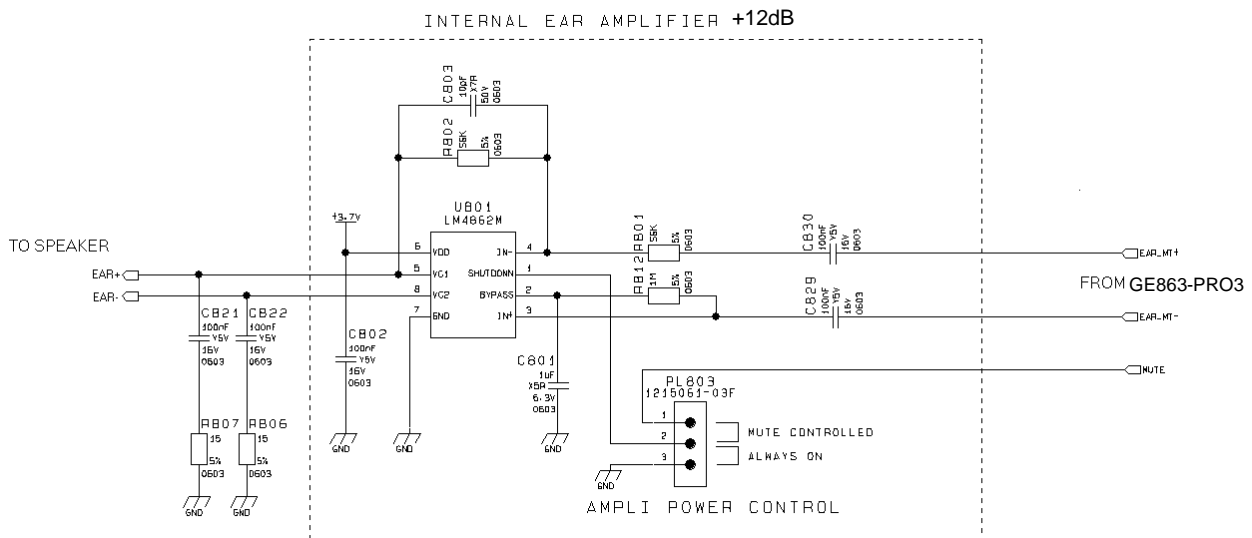 INTERNAL EAR AMPLIFIER +12dB
C803
10pF
X7R
50V
0603
R802
56K
5%
0603
U801
LM4862M
+3.7V
TO SPEAKER
EAR+
EAR-
6 VDD
5 VO1
8 VO2
7 GND
IN- 4
SHUTDOWN 1
BYPASS 2
IN+ 3
R801
56K
5%
0603
R812
1M
5%
0603
C830
100nF
Y5V
16V
0603
C829
100nF
Y5V
16V
0603
EAR_MT+
FROM GE863-PRO3
EAR_MT-
MUTE
C821
100nF
Y5V
16V
0603
C822
100nF
Y5V
16V
0603
C802
100nF
Y5V
16V
0603
C801
1uF
X5R
6.3V
0603
PL803
1215061-03F
1
2
3
MUTE CONTROLLED
ALWAYS ON
R807
15
5%
0603
R806
15
5%
0603
GND
GND
GND
GND
GND
GND
AMPLI POWER CONTROL